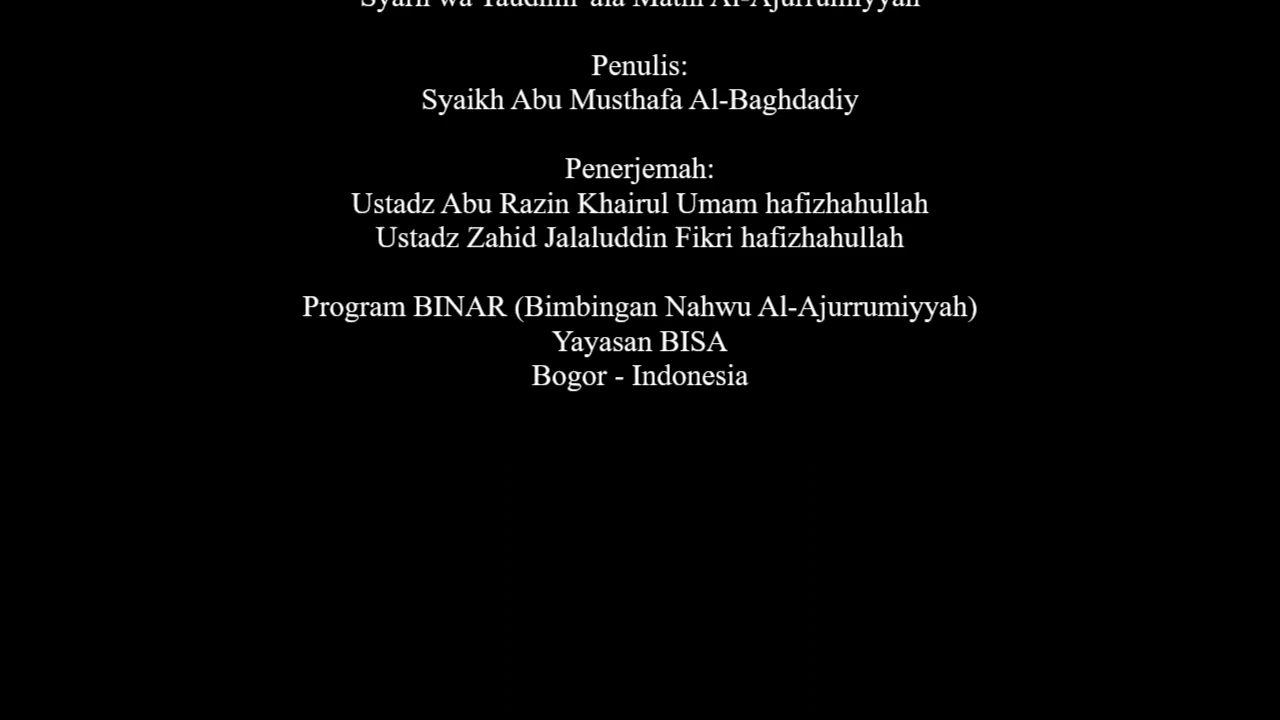 Penulis:
Syaikh Abu Musthafa Al-Baghdadiy
Penerjemah:
Ustadz Abu Razin Khairul Umam hafizhahullah
Ustadz Zahid Jalaluddin Fikri hafizhahullah
Program BINAR (Bimbingan Nahwu Al-Ajurrumiyyah)
Yayasan BISA
Bogor - Indonesia